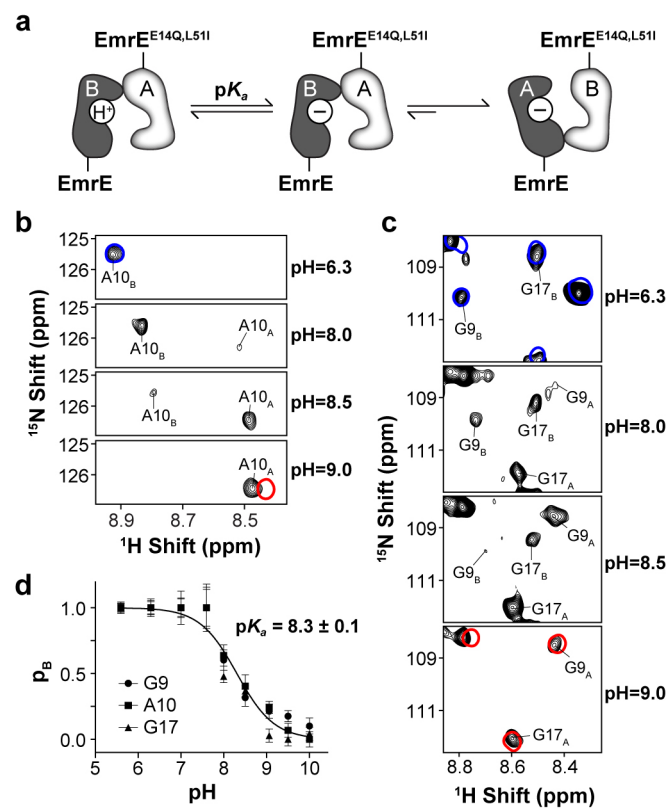 a
EmrE^E14Q,L51I EmrE^E14Q,L51I EmrE^E14Q,L51I
B A pKa B A A B
H+ − −
EmrE EmrE EmrE
b
125
126
A10B
pH=6.3
125
126
A10B
A10A
pH=8.0
125
126
A10B
A10A
pH=8.5
125
126
A10A
pH=9.0
8.9 8.7 8.5
15N Shift (ppm)
1H Shift (ppm)
c
109
111
G17B
G9B
pH=6.3
109
111
G9A
G17B
G9B
G17A
pH=8.0
109
111
G9A
G17B
G9B
G17A
pH=8.5
109
111
G9A
G17A
pH=9.0
8.8 8.6 8.4
15N Shift (ppm)
1H Shift (ppm)
d
pKa = 8.3 ± 0.1
1.0
0.5
0.0
pB
G9
A10
G17
5 6 7 8 9 10
pH